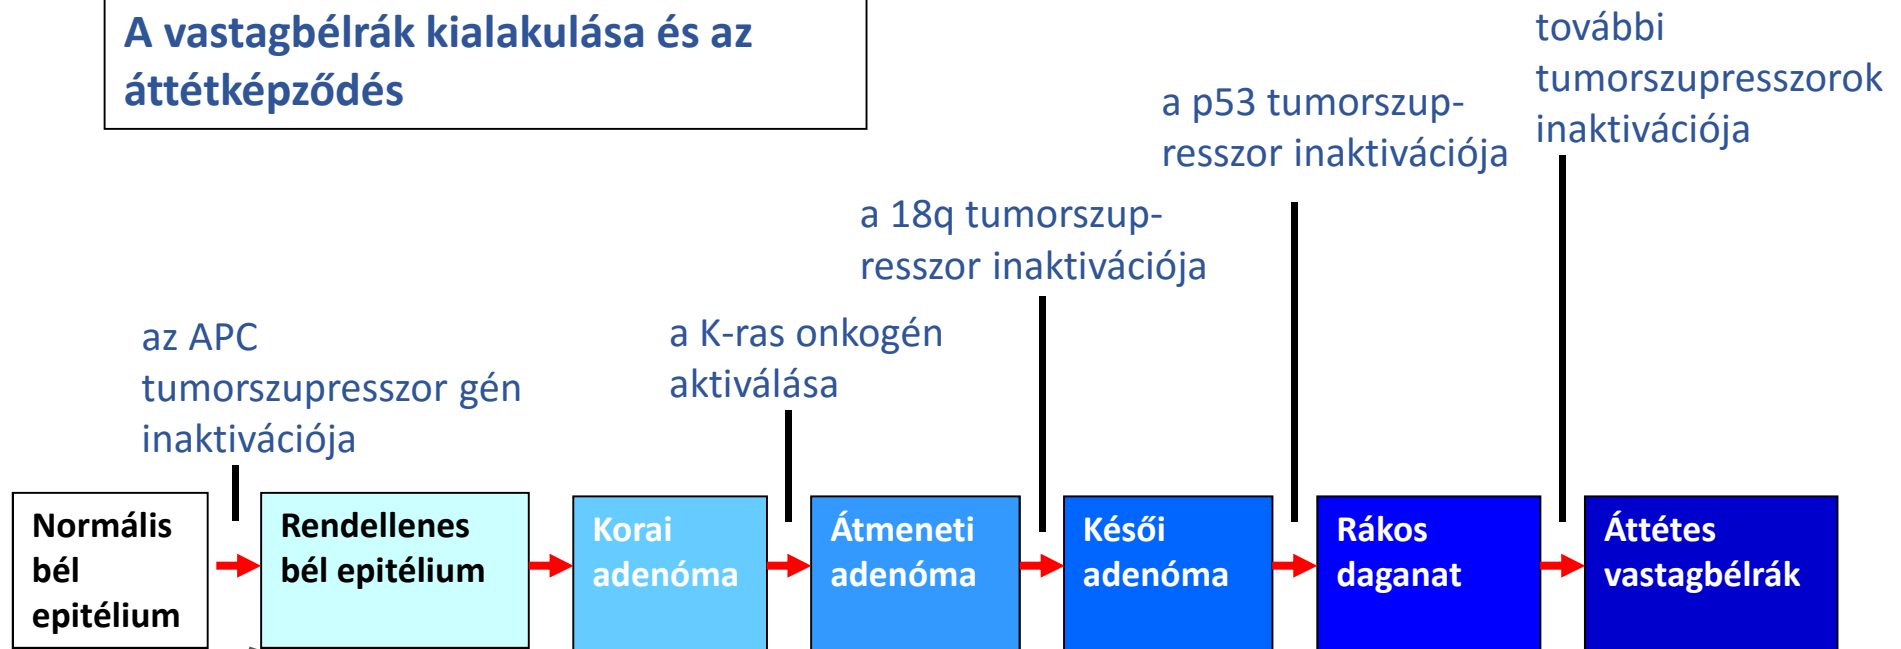 A vastagbélrák kialakulása és az
áttétképződés
az APC
tumorszupresszor gén
inaktivációja
a K-ras onkogén
aktiválása
a 18q tumorszup-
resszor inaktivációja
a p53 tumorszup-
resszor inaktivációja
további
tumorszupresszorok
inaktivációja
Normális
bél
epitélium
Rendellenes
bél epitélium
Korai
adenóma
Átmeneti
adenóma
Késői
adenóma
Rákos
daganat
Áttétes
vastagbélrák